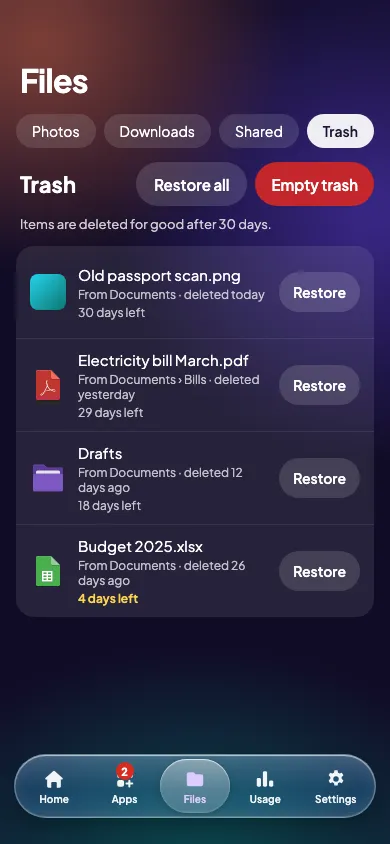 Files
Photos
Downloads
Shared
Trash
Trash
Restore all
Empty trash
Items are deleted for good after 30 days.
Old passport scan.png
From Documents · deleted today
30 days left
Restore
Electricity bill March.pdf
From Documents › Bills · deleted
yesterday
29 days left
Restore
Drafts
From Documents · deleted 12
days ago
18 days left
Restore
Budget 2025.xlsx
From Documents · deleted 26
days ago
4 days left
Restore
2
Home
Apps
Files
Usage
Settings